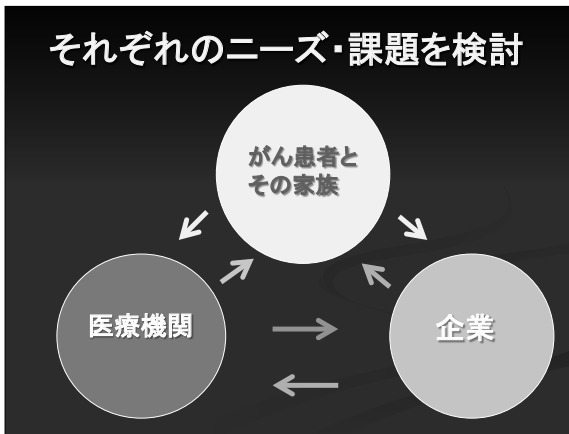 それぞれのニーズ・課題を検討
がん患者と
その家族
医療機関
企業